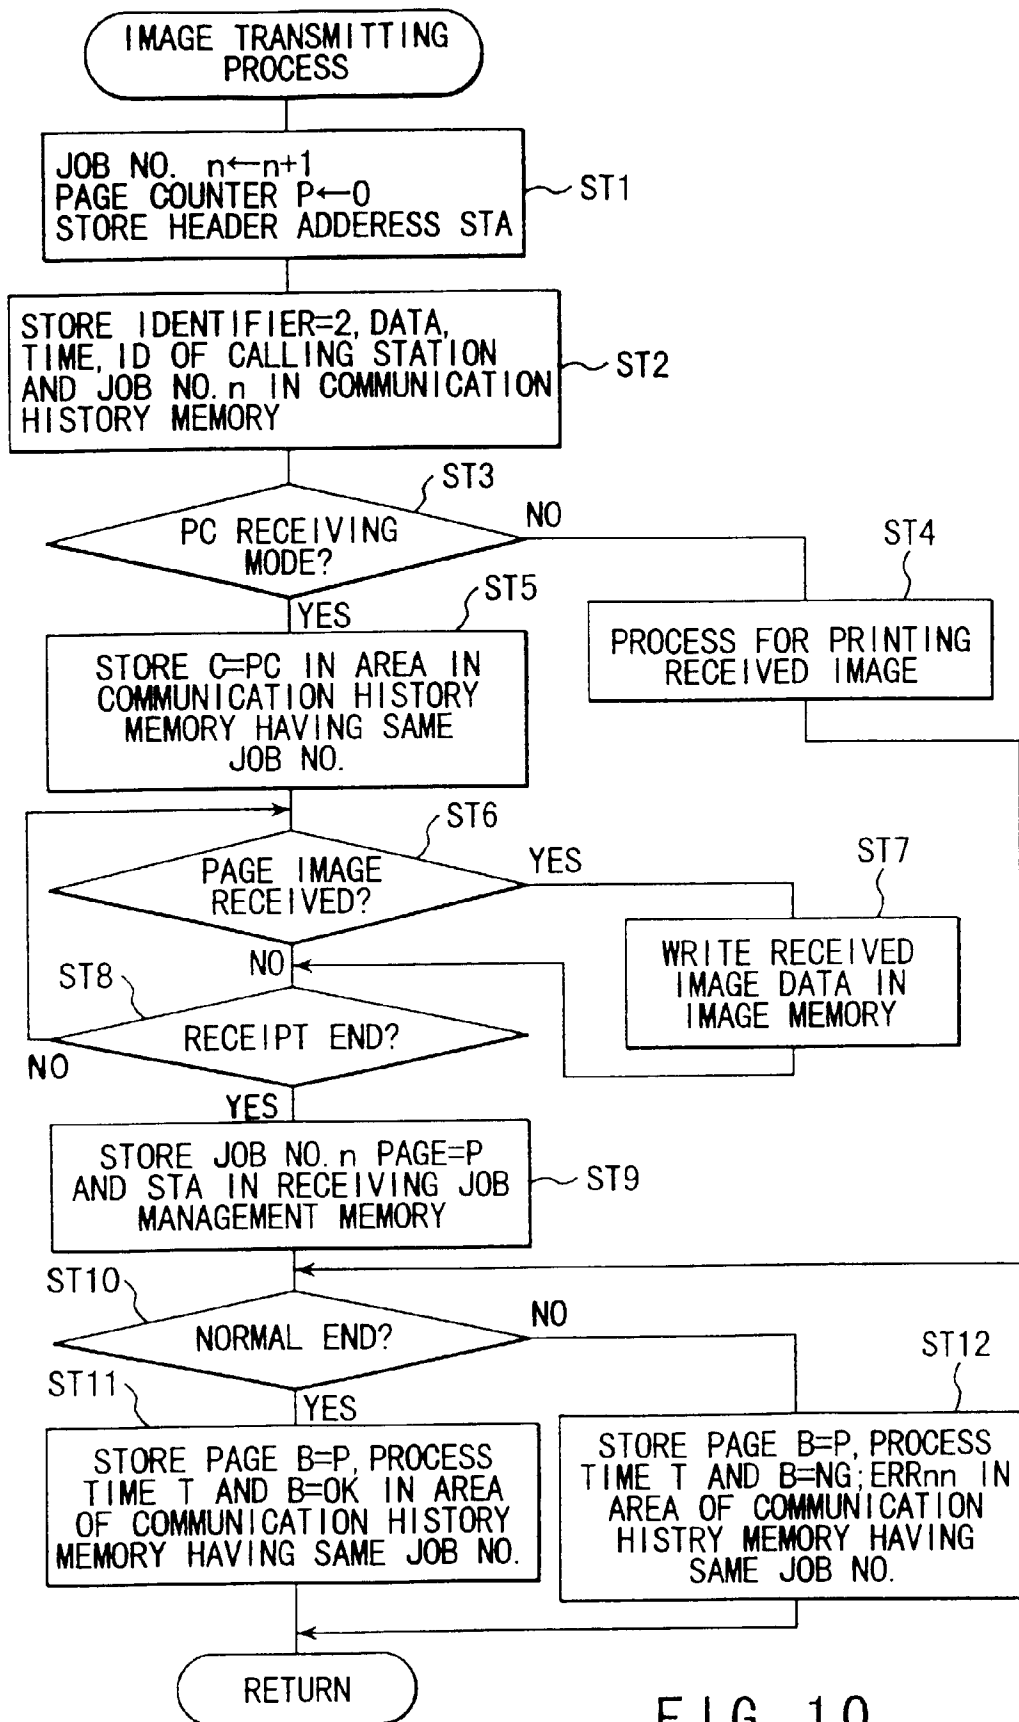 IMAGE TRANSMITTING
PROCESS
JOB NO. n←n+1
PAGE COUNTER P←0
STORE HEADER ADDERESS STA
ST1
STORE IDENTIFIER=2, DATA,
TIME, ID OF CALLING STATION
AND JOB NO. n IN COMMUNICATION
HISTORY MEMORY
ST2
ST3
PC RECEIVING
MODE?
NO
YES
ST4
PROCESS FOR PRINTING
RECEIVED IMAGE
ST5
STORE C=PC IN AREA IN
COMMUNICATION HISTORY
MEMORY HAVING SAME
JOB NO.
ST6
PAGE IMAGE
RECEIVED?
YES
NO
ST7
WRITE RECEIVED
IMAGE DATA IN
IMAGE MEMORY
ST8
RECEIPT END?
NO
YES
STORE JOB NO. n PAGE=P
AND STA IN RECEIVING JOB
MANAGEMENT MEMORY
ST9
ST10
NORMAL END?
NO
YES
ST11
STORE PAGE B=P, PROCESS
TIME T AND B=OK IN AREA
OF COMMUNICATION HISTORY
MEMORY HAVING SAME JOB NO.
ST12
STORE PAGE B=P, PROCESS
TIME T AND B=NG; ERRnn IN
AREA OF COMMUNICATION
HISTRY MEMORY HAVING
SAME JOB NO.
RETURN
FIG. 10